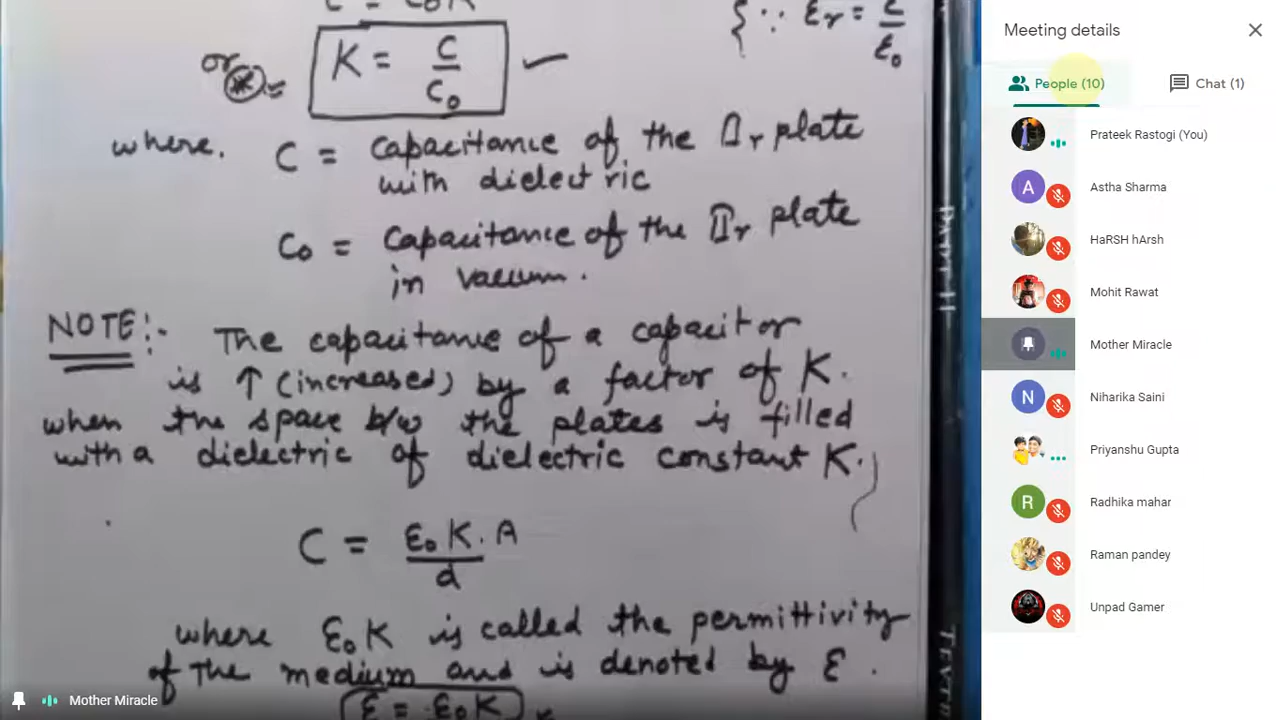 C = C₀K
{ ∵ εr = ε/ε₀
or K = C/C₀
where, C = capacitance of the || r plate
with dielectric
C₀ = capacitance of the || r plate
in vacuum.
NOTE:- The capacitance of a capacitor
is ↑ (increased) by a factor of K.
when the space b/w the plates is filled
with a dielectric of dielectric constant K.
C = ε₀K.A/d
where ε₀K is called the permittivity
of the medium and is denoted by ε.
ε = ε₀K
Mother Miracle
Meeting details
People (10)
Chat (1)
Prateek Rastogi (You)
A Astha Sharma
HaRSH hArsh
Mohit Rawat
Mother Miracle
N Niharika Saini
Priyanshu Gupta
R Radhika mahar
Raman pandey
Unpad Gamer